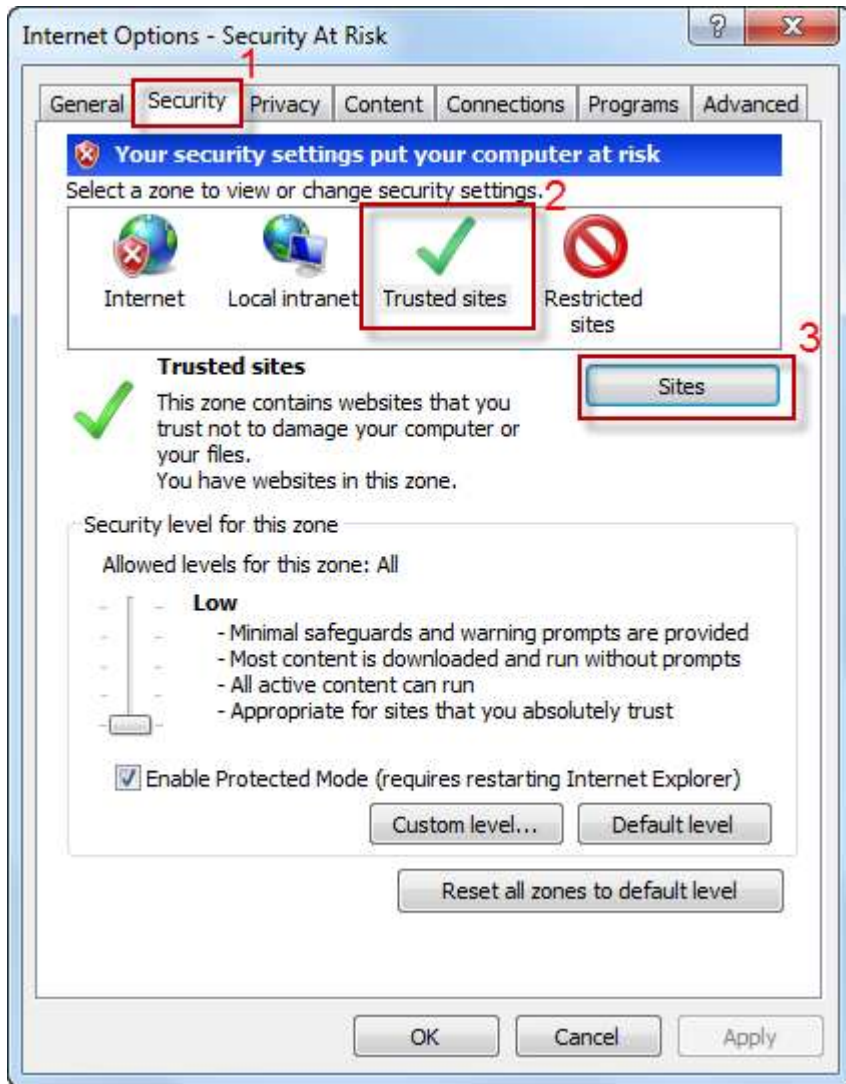 Internet Options - Security At Risk
1
General Security Privacy Content Connections Programs Advanced
Your security settings put your computer at risk
Select a zone to view or change security settings.
2
Internet
Local intranet
Trusted sites
Restricted
sites
3
Trusted sites
Sites
This zone contains websites that you
trust not to damage your computer or
your files.
You have websites in this zone.
Security level for this zone
Allowed levels for this zone: All
Low
- Minimal safeguards and warning prompts are provided
- Most content is downloaded and run without prompts
- All active content can run
- Appropriate for sites that you absolutely trust
Enable Protected Mode (requires restarting Internet Explorer)
Custom level... Default level
Reset all zones to default level
OK Cancel Apply